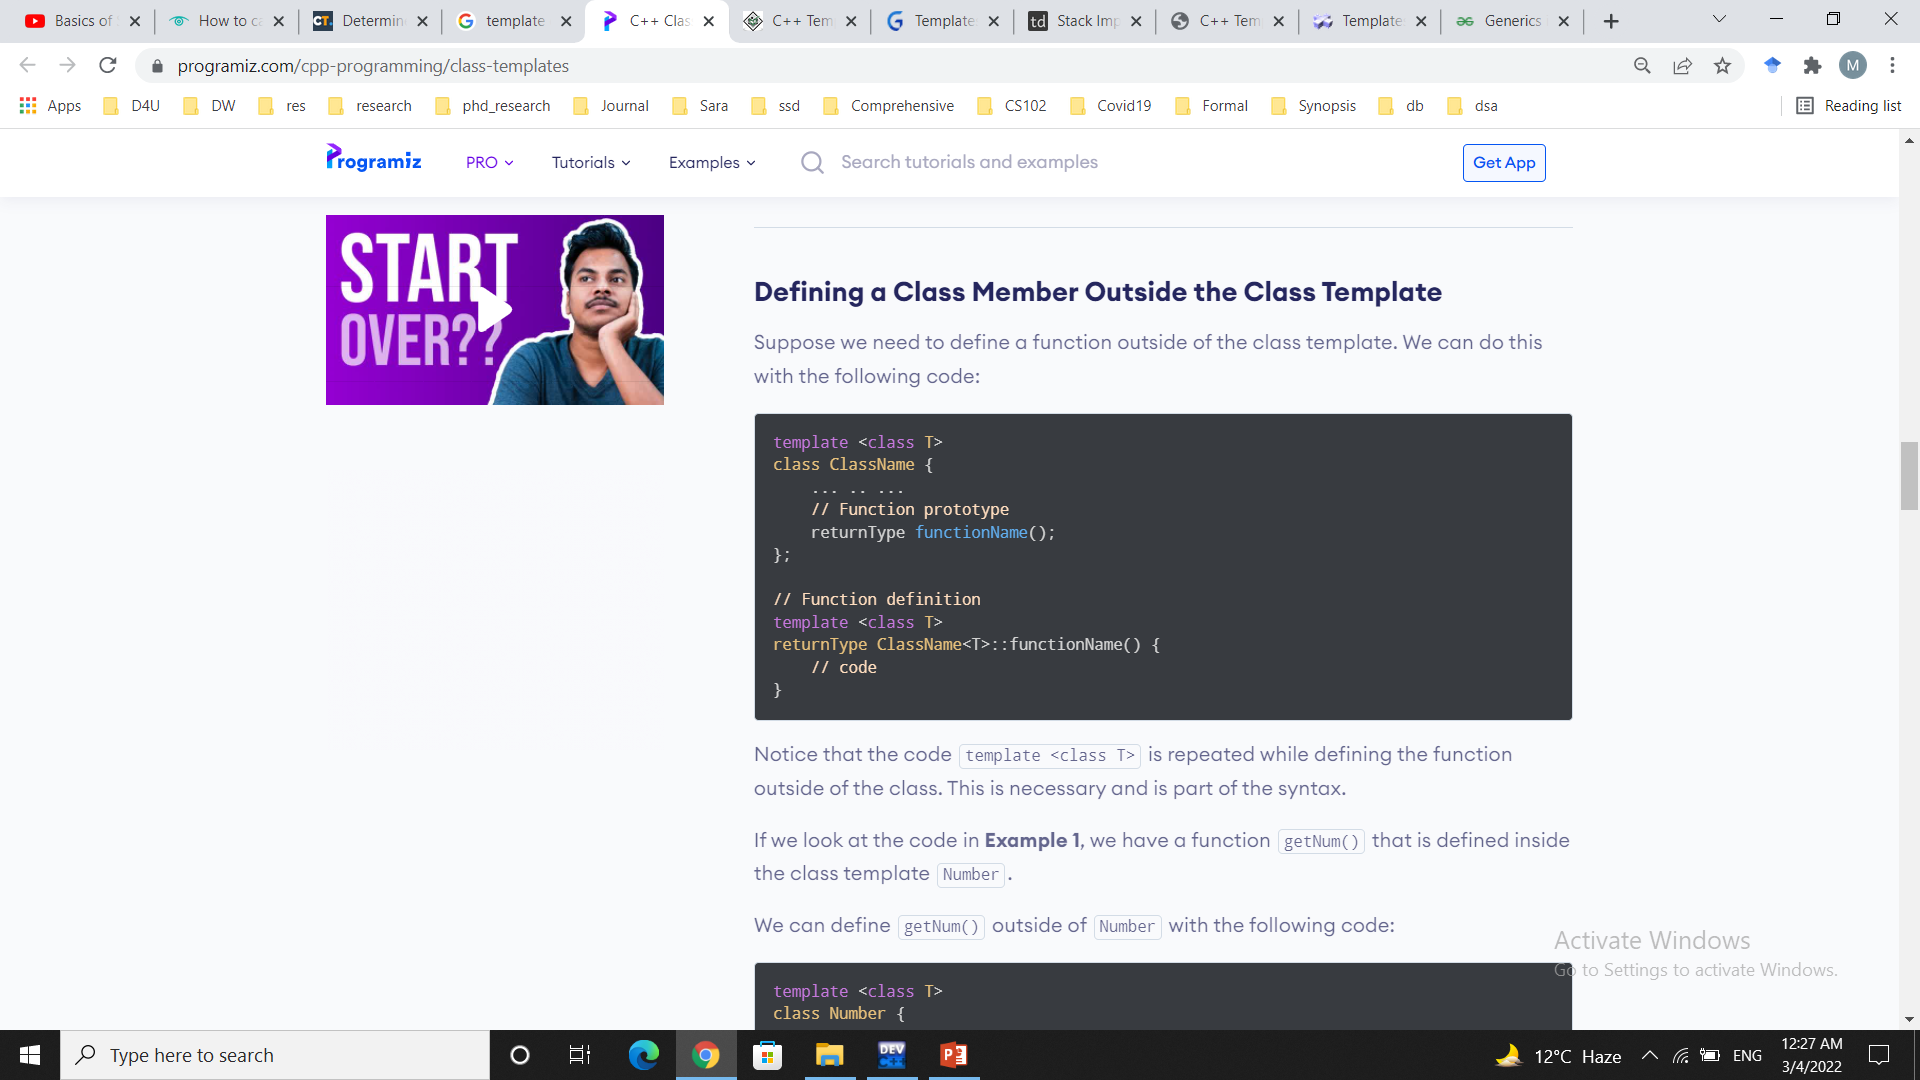 Basics of
How to ca
Determin
template
C++ Clas
C++ Tem
Template
Stack Imp
C++ Tem
Template
Generics
programiz.com/cpp-programming/class-templates
M
Apps D4U DW res research phd_research Journal Sara ssd Comprehensive CS102 Covid19 Formal Synopsis db dsa Reading list
Programiz PRO Tutorials Examples Search tutorials and examples Get App
START
OVER??
Defining a Class Member Outside the Class Template
Suppose we need to define a function outside of the class template. We can do this
with the following code:
template <class T>
class ClassName {
... .. ...
// Function prototype
returnType functionName();
};
// Function definition
template <class T>
returnType ClassName<T>::functionName() {
// code
}
Notice that the code template <class T> is repeated while defining the function
outside of the class. This is necessary and is part of the syntax.
If we look at the code in Example 1, we have a function getNum() that is defined inside
the class template Number .
We can define getNum() outside of Number with the following code:
template <class T>
class Number {
Activate Windows
Go to Settings to activate Windows.
Type here to search
DEV
C++
12°C Haze
ENG
12:27 AM
3/4/2022